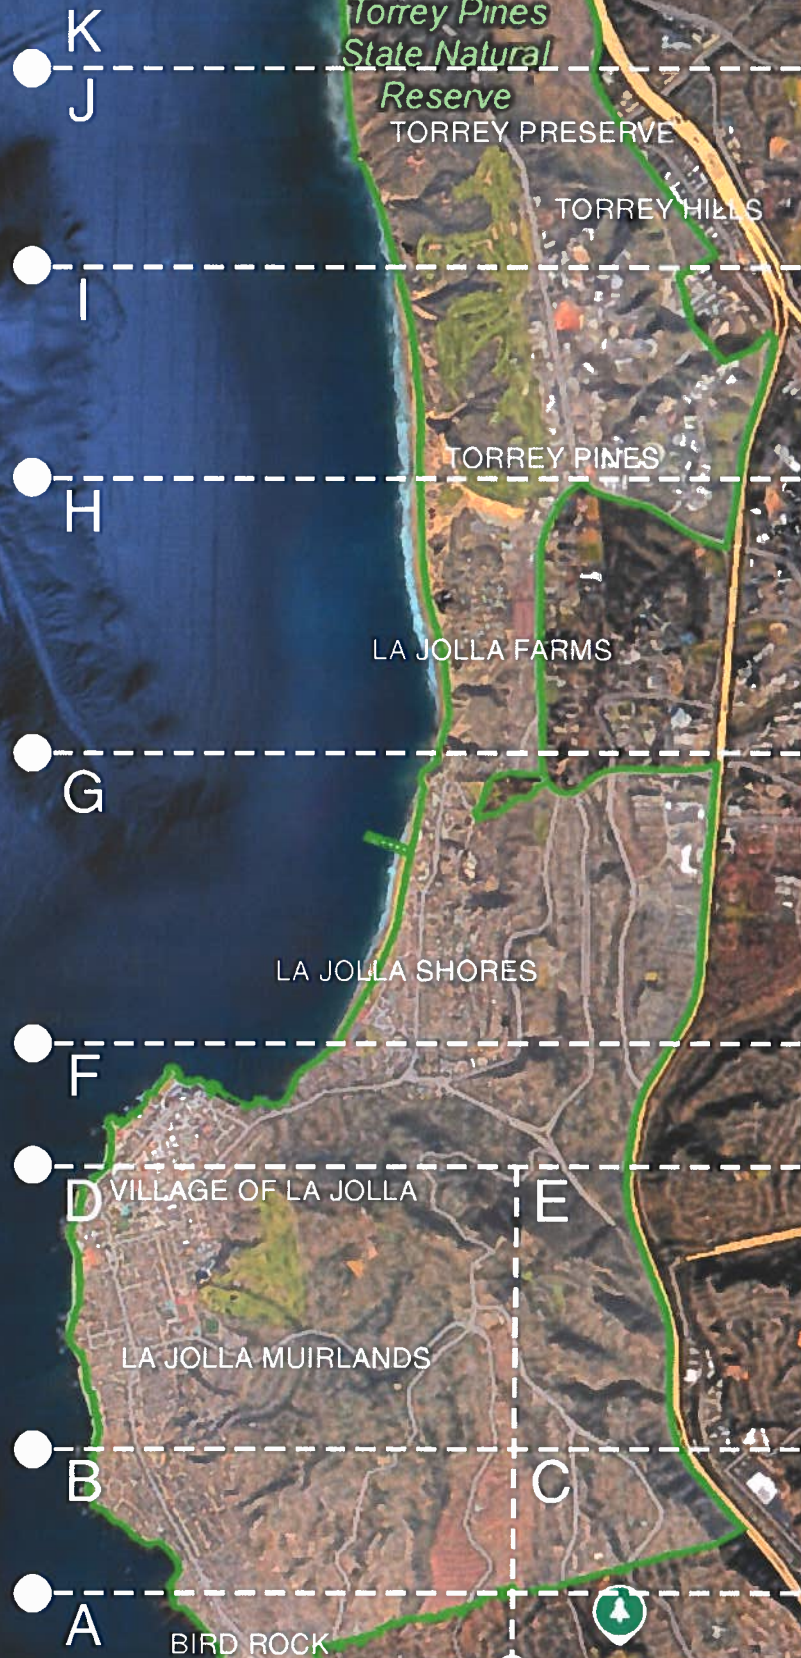 K
Torrey Pines
State Natural
Reserve
J
TORREY PRESERVE
TORREY HILLS
I
TORREY PINES
H
LA JOLLA FARMS
G
LA JOLLA SHORES
F
D
VILLAGE OF LA JOLLA
E
LA JOLLA MUIRLANDS
B
C
A
BIRD ROCK